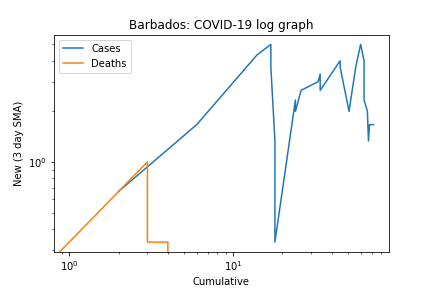 Barbados: COVID-19 log graph
Cases
Deaths
New (3 day SMA)
10⁰
10⁰
10¹
Cumulative